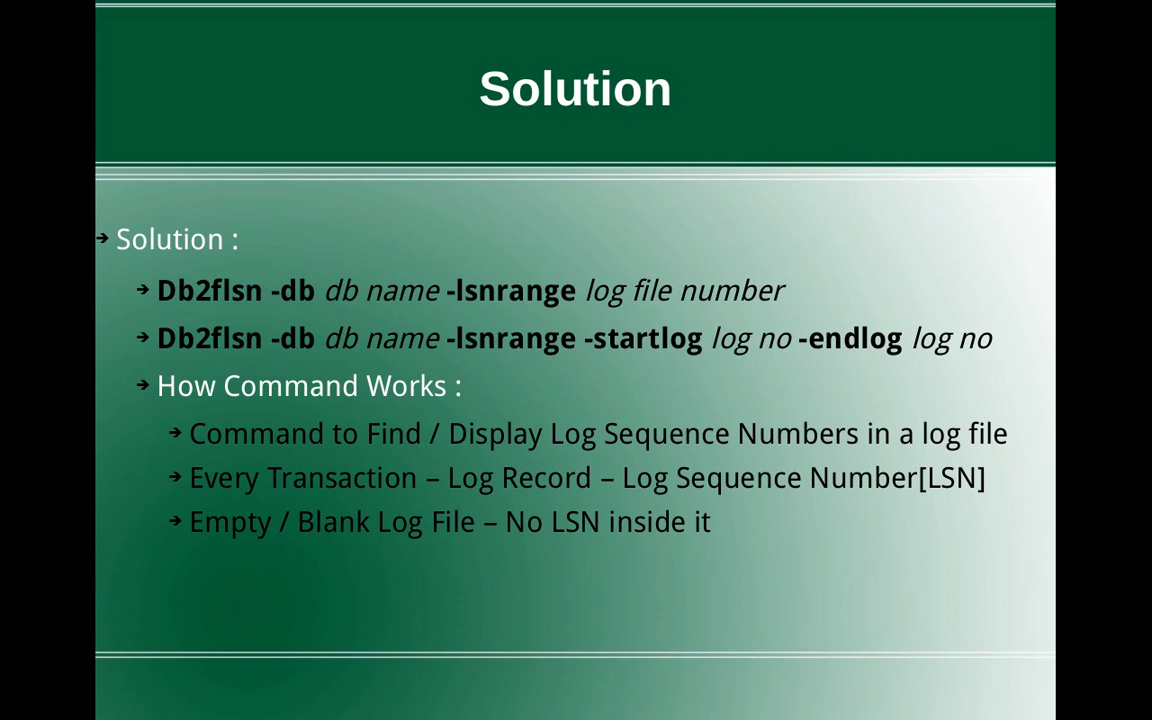 Solution
Solution :
Db2flsn -db db name -lsnrange log file number
Db2flsn -db db name -lsnrange -startlog log no -endlog log no
How Command Works :
Command to Find / Display Log Sequence Numbers in a log file
Every Transaction – Log Record – Log Sequence Number[LSN]
Empty / Blank Log File – No LSN inside it